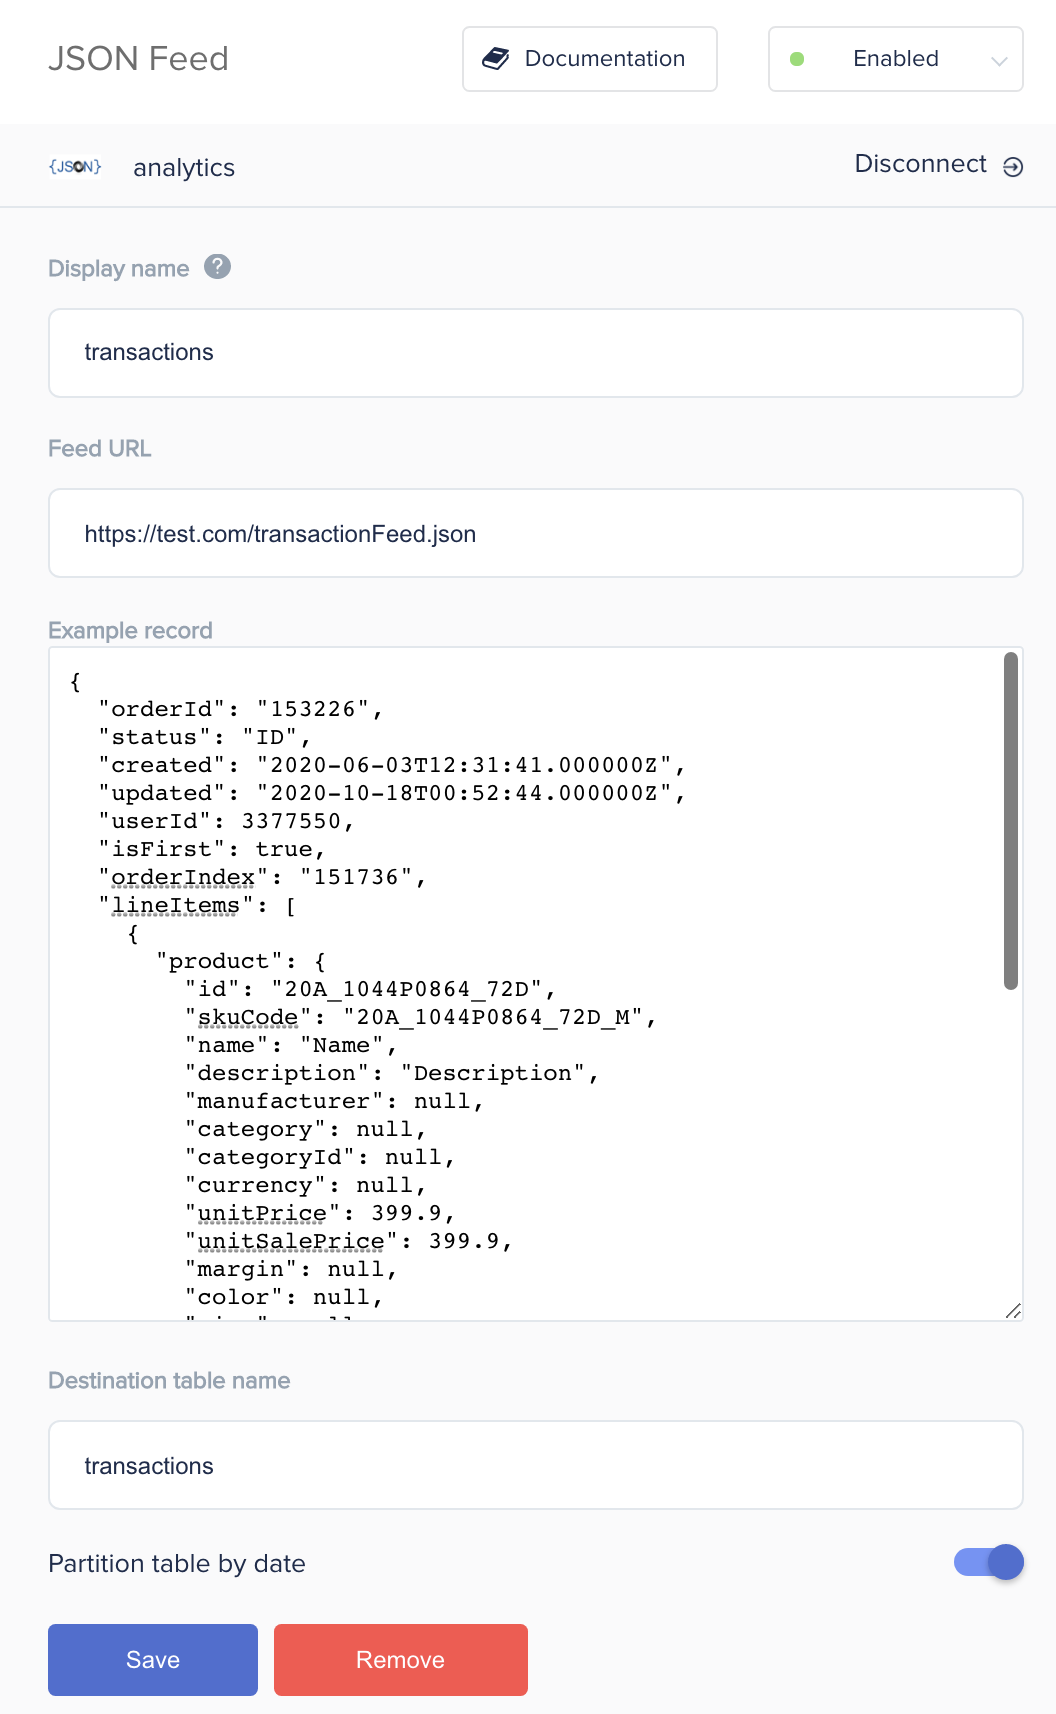 JSON Feed
Documentation
Enabled
{JSON}
analytics
Disconnect
Display name ?
transactions
Feed URL
https://test.com/transactionFeed.json
Example record
{
  "orderId": "153226",
  "status": "ID",
  "created": "2020-06-03T12:31:41.000000Z",
  "updated": "2020-10-18T00:52:44.000000Z",
  "userId": 3377550,
  "isFirst": true,
  "orderIndex": "151736",
  "lineItems": [
    {
      "product": {
        "id": "20A_1044P0864_72D",
        "skuCode": "20A_1044P0864_72D_M",
        "name": "Name",
        "description": "Description",
        "manufacturer": null,
        "category": null,
        "categoryId": null,
        "currency": null,
        "unitPrice": 399.9,
        "unitSalePrice": 399.9,
        "margin": null,
        "color": null,
Destination table name
transactions
Partition table by date
Save
Remove